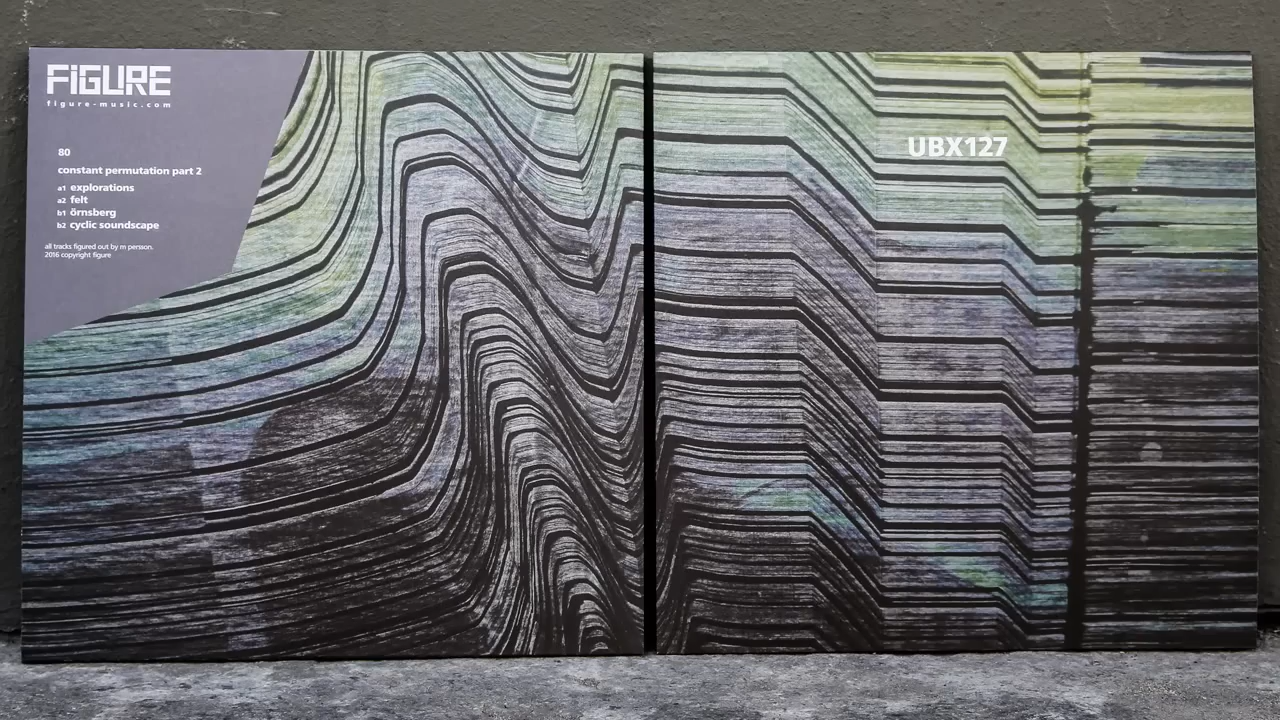 FiGURE
figure-music.com
80
constant permutation part 2
a1 explorations
a2 felt
b1 örnsberg
b2 cyclic soundscape
all tracks figured out by m persson.
2016 copyright figure
UBX127